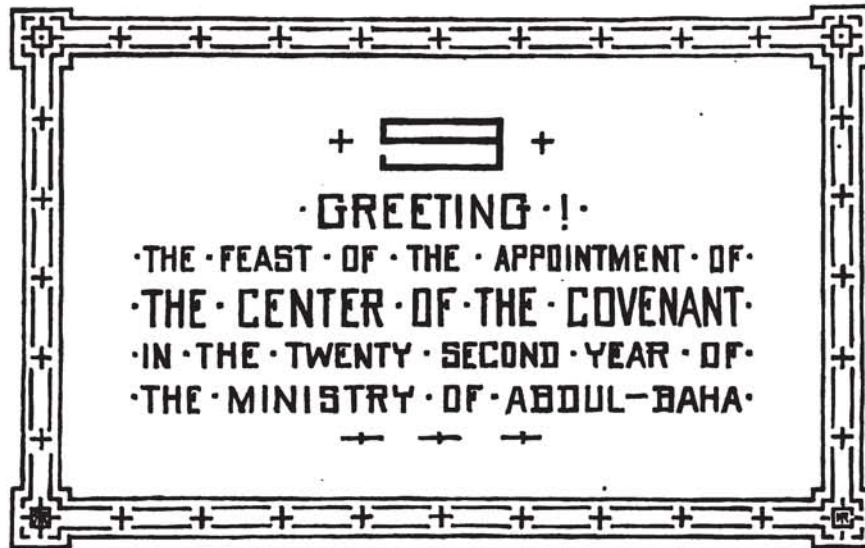 ·GREETING·!·
·THE·FEAST·OF·THE·APPOINTMENT·OF·
·THE·CENTER·OF·THE·COVENANT·
·IN·THE·TWENTY·SECOND·YEAR·OF·
·THE·MINISTRY·OF·ABDUL-BAHA·